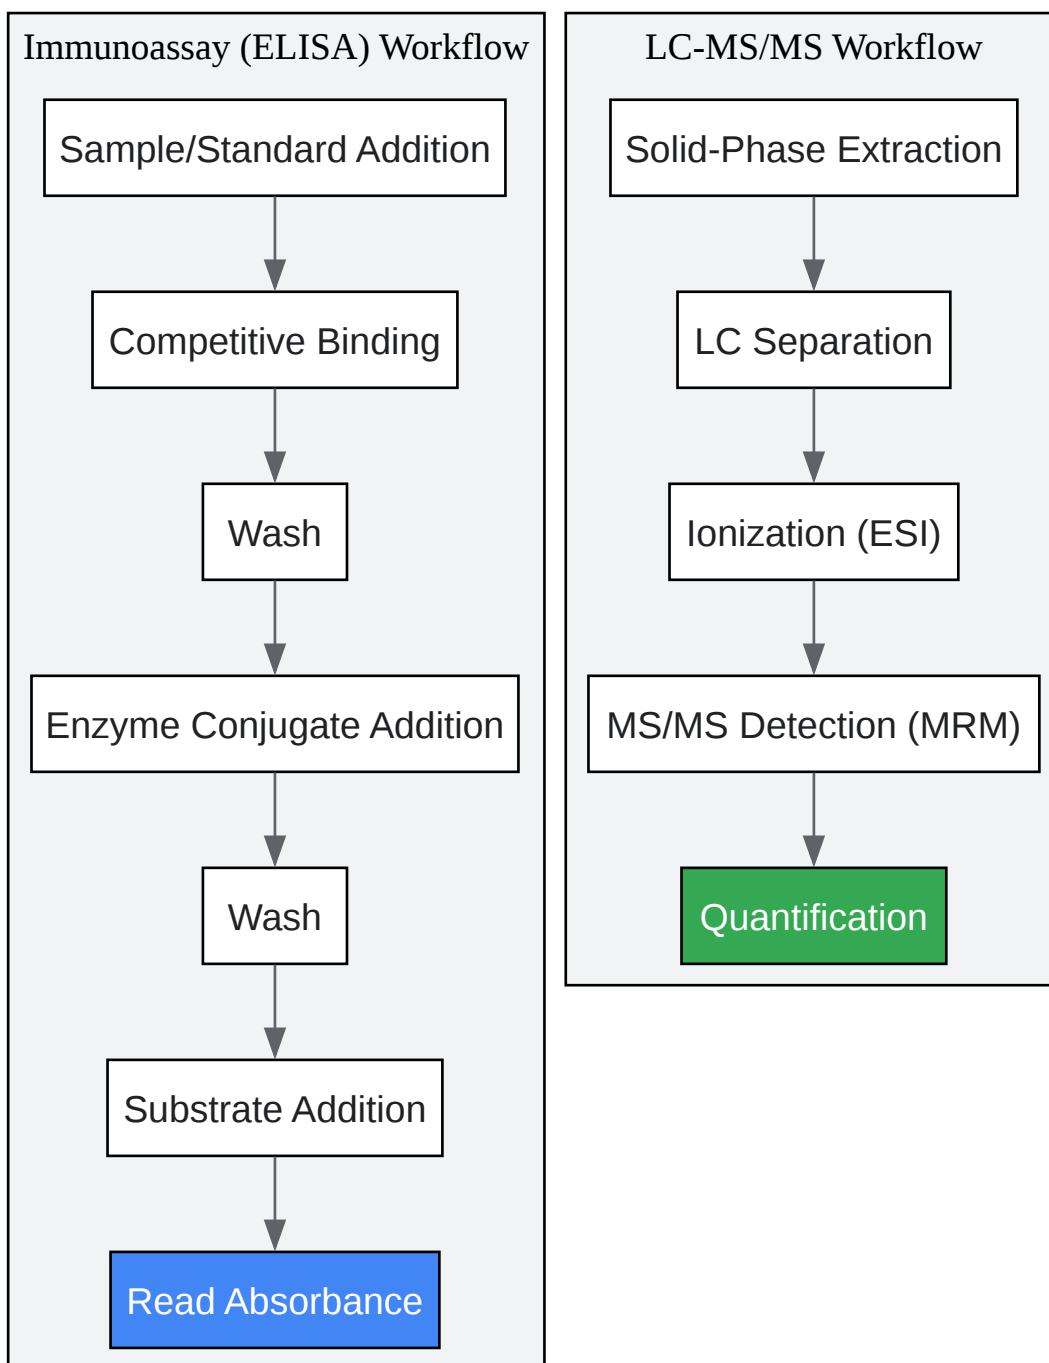 Immunoassay (ELISA) Workflow
Sample/Standard Addition
Competitive Binding
Wash
Enzyme Conjugate Addition
Wash
Substrate Addition
Read Absorbance
LC-MS/MS Workflow
Solid-Phase Extraction
LC Separation
Ionization (ESI)
MS/MS Detection (MRM)
Quantification